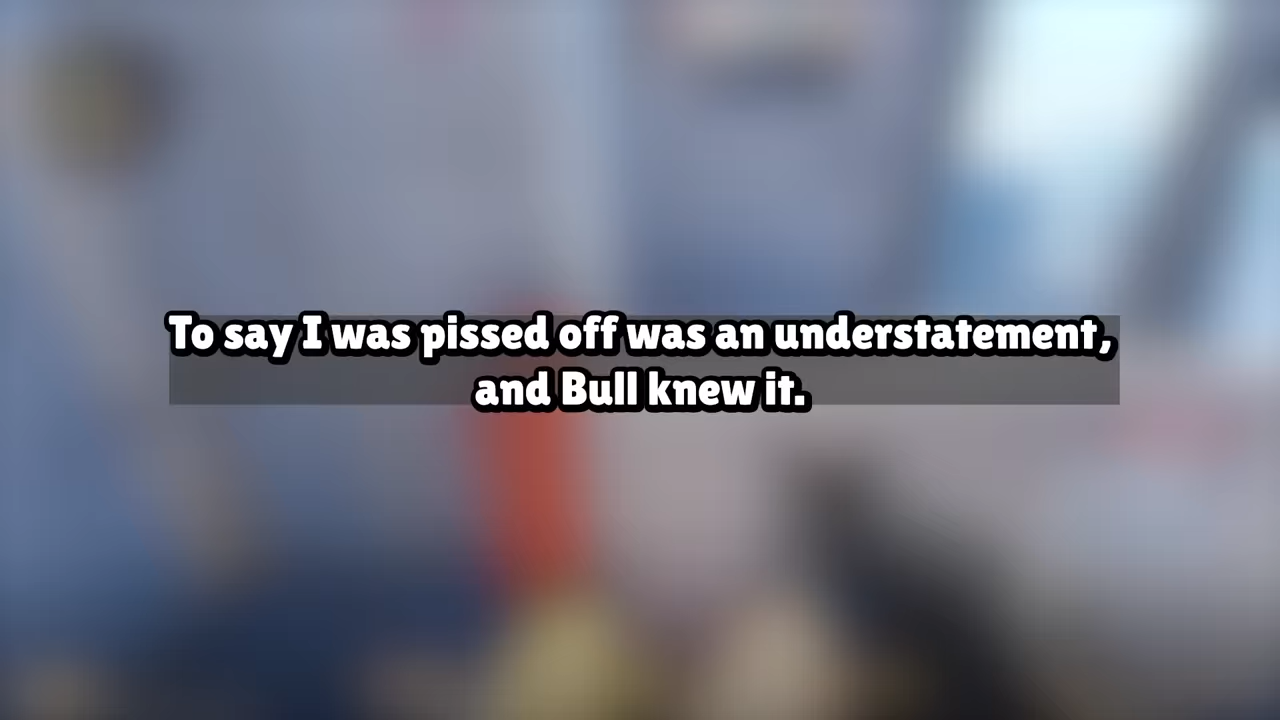 To say I was pissed off was an understatement,
and Bull knew it.